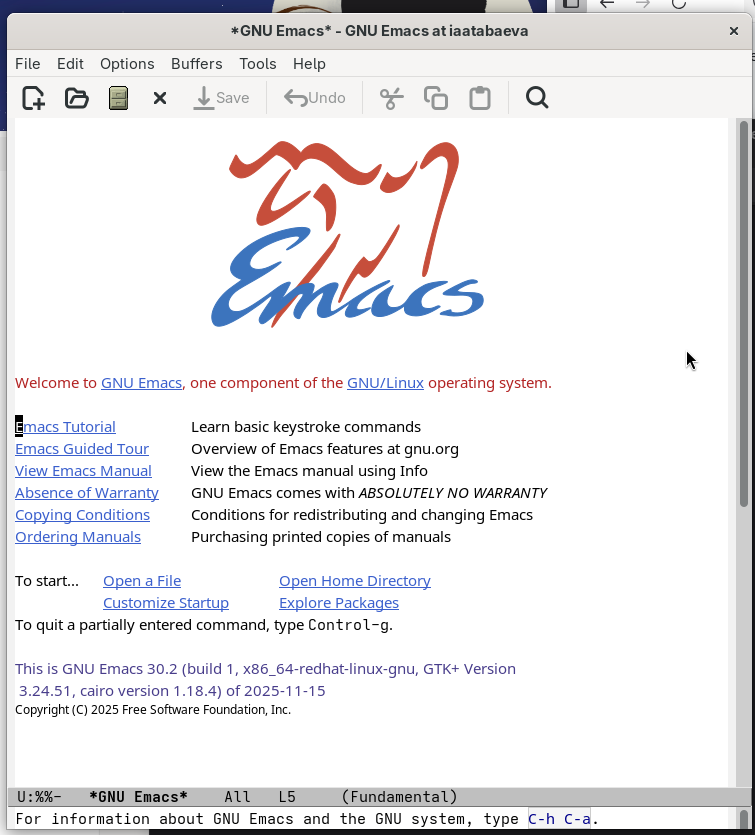 *GNU Emacs* - GNU Emacs at iaatabaeva
File Edit Options Buffers Tools Help
Save Undo
Emacs
Welcome to GNU Emacs, one component of the GNU/Linux operating system.
Emacs Tutorial Learn basic keystroke commands
Emacs Guided Tour Overview of Emacs features at gnu.org
View Emacs Manual View the Emacs manual using Info
Absence of Warranty GNU Emacs comes with ABSOLUTELY NO WARRANTY
Copying Conditions Conditions for redistributing and changing Emacs
Ordering Manuals Purchasing printed copies of manuals
To start... Open a File Open Home Directory
Customize Startup Explore Packages
To quit a partially entered command, type Control-g.
This is GNU Emacs 30.2 (build 1, x86_64-redhat-linux-gnu, GTK+ Version
3.24.51, cairo version 1.18.4) of 2025-11-15
Copyright (C) 2025 Free Software Foundation, Inc.
U:%%- *GNU Emacs* All L5 (Fundamental)
For information about GNU Emacs and the GNU system, type C-h C-a.